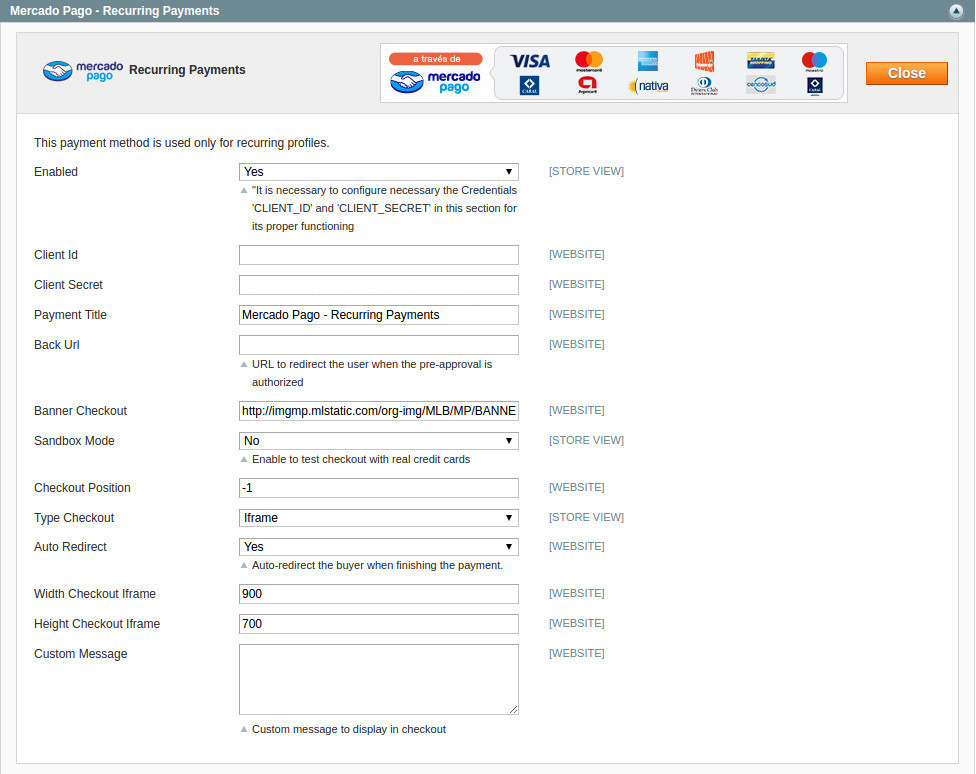 Mercado Pago - Recurring Payments
mercado
pago
Recurring Payments
a través de
mercado
pago
VISA
mastercard
maestro
CABAL
Argencard
nativa
Diners Club
INTERNATIONAL
cencosud
CABAL
Close
This payment method is used only for recurring profiles.
Enabled
Yes
[STORE VIEW]
"It is necessary to configure necessary the Credentials
'CLIENT_ID' and 'CLIENT_SECRET' in this section for
its proper functioning
Client Id
[WEBSITE]
Client Secret
[WEBSITE]
Payment Title
Mercado Pago - Recurring Payments
[WEBSITE]
Back Url
[WEBSITE]
URL to redirect the user when the pre-approval is
authorized
Banner Checkout
http://imgmp.mlstatic.com/org-img/MLB/MP/BANNE
[WEBSITE]
Sandbox Mode
No
[STORE VIEW]
Enable to test checkout with real credit cards
Checkout Position
-1
[WEBSITE]
Type Checkout
Iframe
[STORE VIEW]
Auto Redirect
Yes
[WEBSITE]
Auto-redirect the buyer when finishing the payment.
Width Checkout Iframe
900
[WEBSITE]
Height Checkout Iframe
700
[WEBSITE]
Custom Message
[WEBSITE]
Custom message to display in checkout